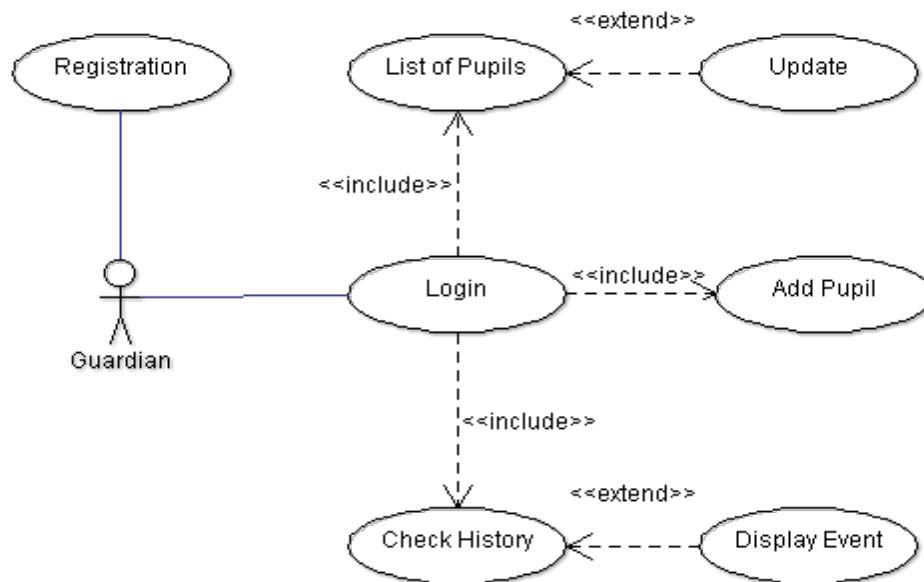 <<extend>>
Registration
List of Pupils
Update
<<include>>
Login
<<include>>
Add Pupil
Guardian
<<include>>
<<extend>>
Check History
Display Event